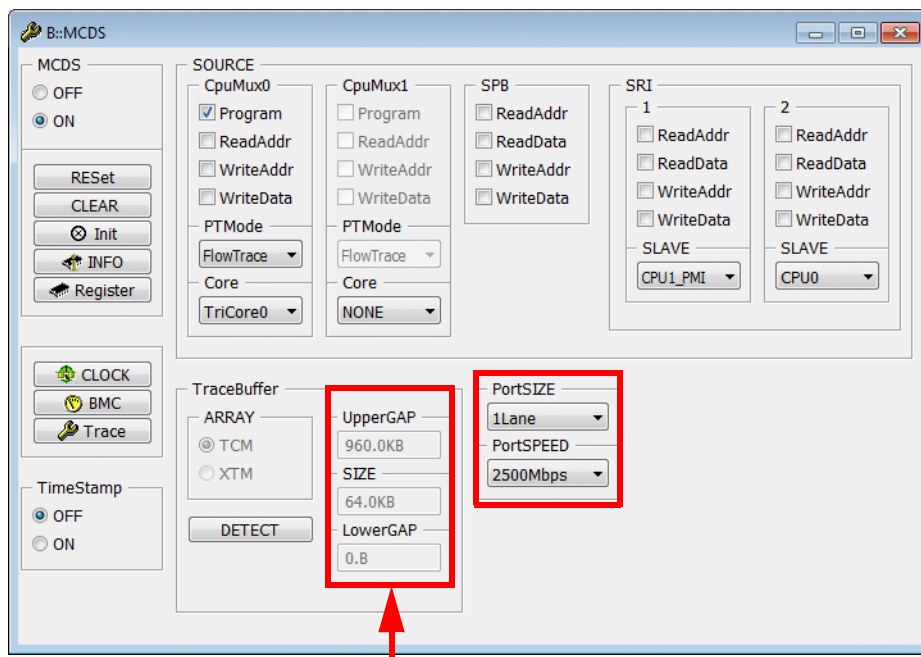 B::MCDS
MCDS
OFF
ON
RESet
CLEAR
Init
INFO
Register
CLOCK
BMC
Trace
TimeStamp
OFF
ON
SOURCE
CpuMux0
Program
ReadAddr
WriteAddr
WriteData
PTMode
FlowTrace
Core
TriCore0
CpuMux1
Program
ReadAddr
WriteAddr
WriteData
PTMode
FlowTrace
Core
NONE
SPB
ReadAddr
ReadData
WriteAddr
WriteData
SRI
1
ReadAddr
ReadData
WriteAddr
WriteData
SLAVE
CPU1_PMI
2
ReadAddr
ReadData
WriteAddr
WriteData
SLAVE
CPU0
TraceBuffer
ARRAY
TCM
XTM
DETECT
UpperGAP
960.0KB
SIZE
64.0KB
LowerGAP
0.B
PortSIZE
1Lane
PortSPEED
2500Mbps